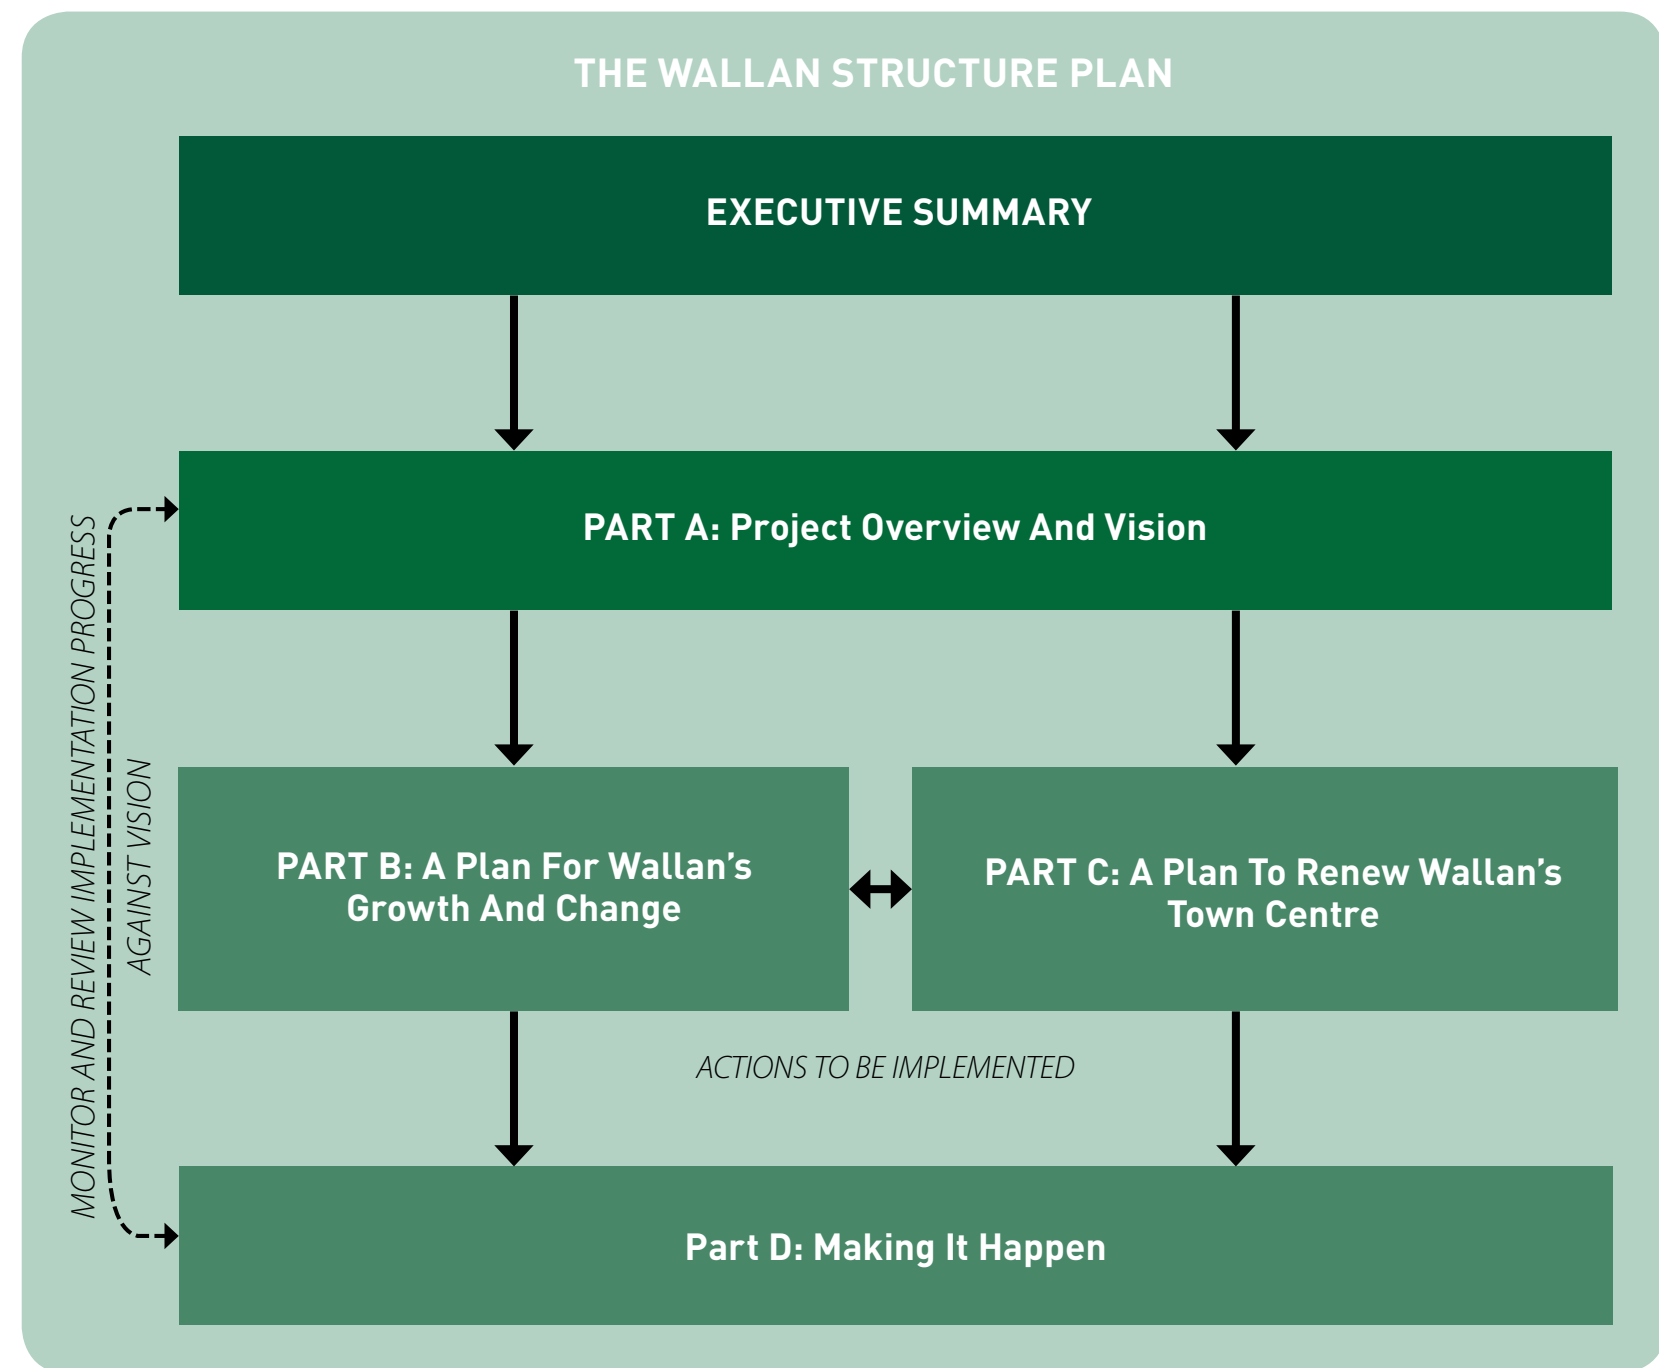 THE WALLAN STRUCTURE PLAN
EXECUTIVE SUMMARY
PART A: Project Overview And Vision
MONITOR AND REVIEW IMPLEMENTATION PROGRESS
AGAINST VISION
PART B: A Plan For Wallan’s
Growth And Change
PART C: A Plan To Renew Wallan’s
Town Centre
ACTIONS TO BE IMPLEMENTED
Part D: Making It Happen